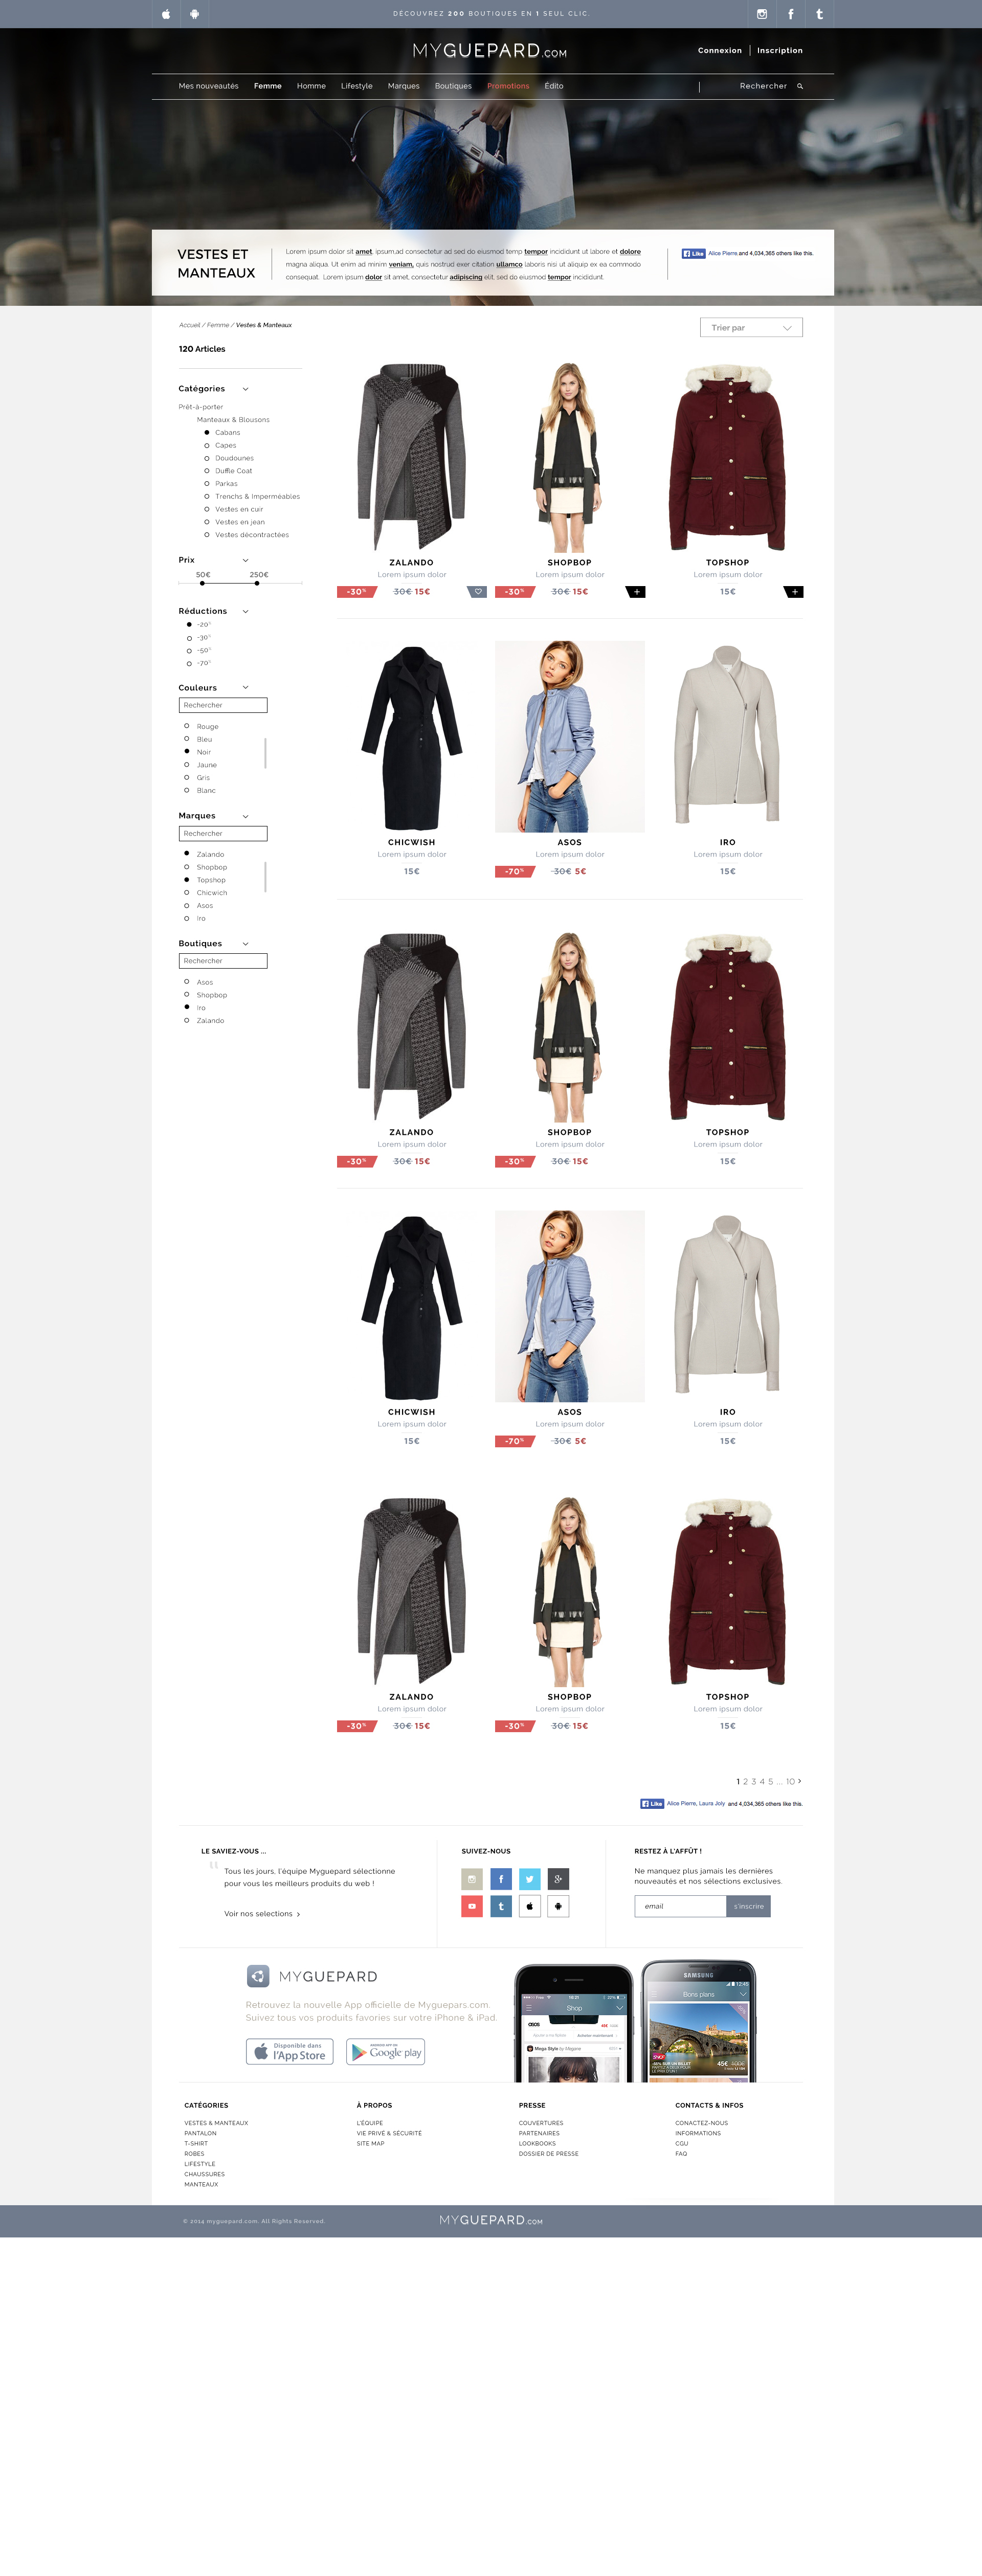 DÉCOUVREZ 200 BOUTIQUES EN 1 SEUL CLIC.
MYGUEPARD.COM
Connexion
Inscription
Mes nouveautés Femme Homme Lifestyle Marques Boutiques Promotions Édito
Rechercher
VESTES ET
MANTEAUX
Lorem ipsum dolor sit amet, ipsum,ad consectetur ad sed do eiusmod temp tempor incididunt ut labore et dolore
magna aliqua. Ut enim ad minim veniam, quis nostrud exer citation ullamco laboris nisi ut aliquip ex ea commodo
consequat. Lorem ipsum dolor sit amet, consectetur adipiscing elit, sed do eiusmod tempor incididunt.
Like Alice Pierre,and 4,034,365 others like this.
Accueil / Femme / Vestes & Manteaux
Trier par
120 Articles
Catégories
Prêt-à-porter
Manteaux & Blousons
Cabans
Capes
Doudounes
Duffle Coat
Parkas
Trenchs & Imperméables
Vestes en cuir
Vestes en jean
Vestes décontractées
Prix
50€ 250€
Réductions
-20%
-30%
-50%
-70%
Couleurs
Rechercher
Rouge
Bleu
Noir
Jaune
Gris
Blanc
Marques
Rechercher
Zalando
Shopbop
Topshop
Chicwich
Asos
Iro
Boutiques
Rechercher
Asos
Shopbop
Iro
Zalando
ZALANDO SHOPBOP TOPSHOP
Lorem ipsum dolor Lorem ipsum dolor Lorem ipsum dolor
-30% 30€ 15€ -30% 30€ 15€ 15€
CHICWISH ASOS IRO
Lorem ipsum dolor Lorem ipsum dolor Lorem ipsum dolor
15€ -70% 30€ 5€ 15€
ZALANDO SHOPBOP TOPSHOP
Lorem ipsum dolor Lorem ipsum dolor Lorem ipsum dolor
-30% 30€ 15€ -30% 30€ 15€ 15€
CHICWISH ASOS IRO
Lorem ipsum dolor Lorem ipsum dolor Lorem ipsum dolor
15€ -70% 30€ 5€ 15€
ZALANDO SHOPBOP TOPSHOP
Lorem ipsum dolor Lorem ipsum dolor Lorem ipsum dolor
-30% 30€ 15€ -30% 30€ 15€ 15€
1 2 3 4 5 ... 10 >
Like Alice Pierre, Laura Joly and 4,034,365 others like this.
LE SAVIEZ-VOUS ...
Tous les jours, l'équipe Myguepard sélectionne
pour vous les meilleurs produits du web !
Voir nos selections >
SUIVEZ-NOUS
RESTEZ À L'AFFÛT !
Ne manquez plus jamais les dernières
nouveautés et nos sélections exclusives.
email s'inscrire
MYGUEPARD
Retrouvez la nouvelle App officielle de Myguepars.com.
Suivez tous vos produits favories sur votre iPhone & iPad.
Disponible dans
l'App Store
Google play
Free 18:21 20%
Shop
asos
Mega Style by Magine
SAMSUNG
12:45
Bons plans
SNCF
-45% SUR UN BILLET
45€
CATÉGORIES
VESTES & MANTEAUX
PANTALON
T-SHIRT
ROBES
LIFESTYLE
CHAUSSURES
MANTEAUX
À PROPOS
L'ÉQUIPE
VIE PRIVÉ & SÉCURITÉ
SITE MAP
PRESSE
COUVERTURES
PARTENAIRES
LOOKBOOKS
DOSSIER DE PRESSE
CONTACTS & INFOS
CONACTEZ-NOUS
INFORMATIONS
CGU
FAQ
© 2014 myguepard.com. All Rights Reserved.
MYGUEPARD.COM